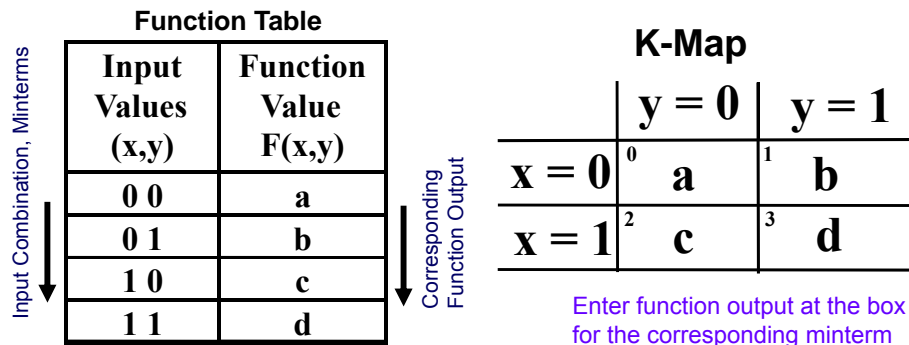 Function Table
Input Values (x,y)
Function Value F(x,y)
0 0
a
0 1
b
1 0
c
1 1
d
Input Combination, Minterms
Corresponding
Function Output
K-Map
y = 0
y = 1
x = 0
0
a
1
b
x = 1
2
c
3
d
Enter function output at the box
for the corresponding minterm